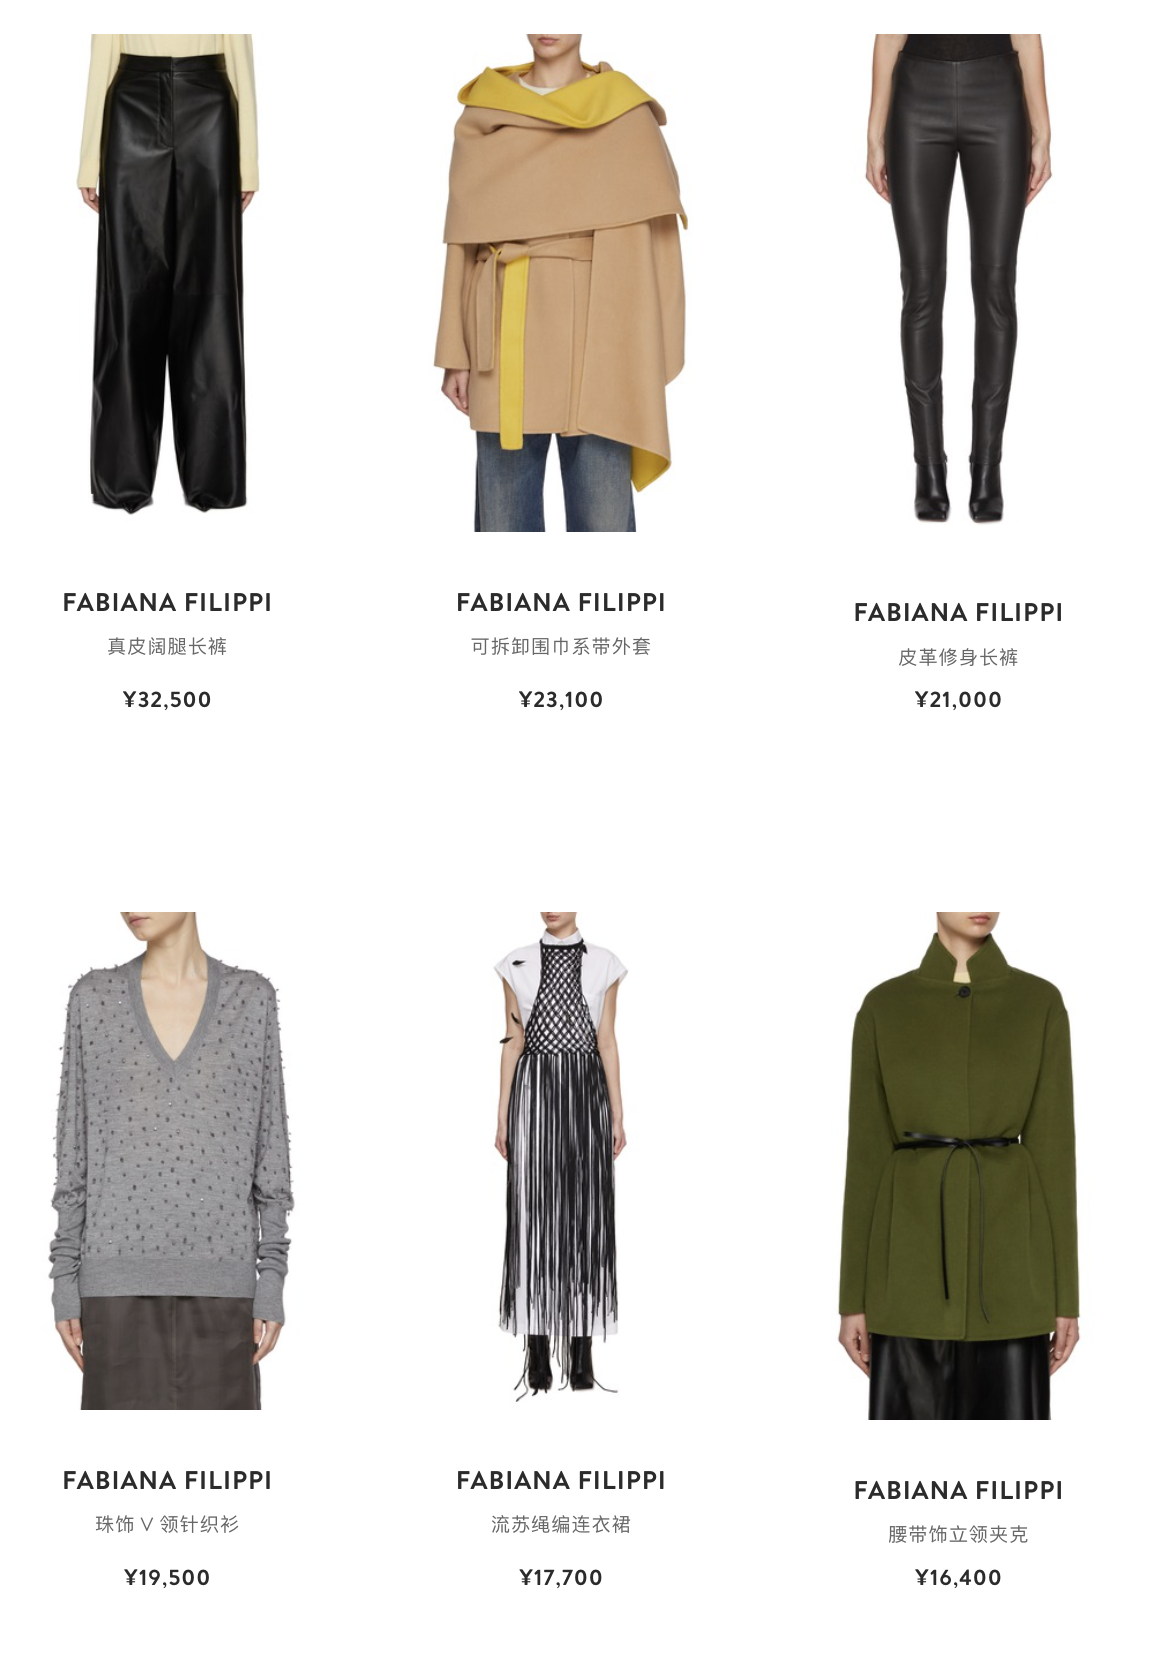 FABIANA FILIPPI
真皮阔腿长裤
¥32,500
FABIANA FILIPPI
可拆卸围巾系带外套
¥23,100
FABIANA FILIPPI
皮革修身长裤
¥21,000
FABIANA FILIPPI
珠饰 V 领针织衫
¥19,500
FABIANA FILIPPI
流苏绳编连衣裙
¥17,700
FABIANA FILIPPI
腰带饰立领夹克
¥16,400